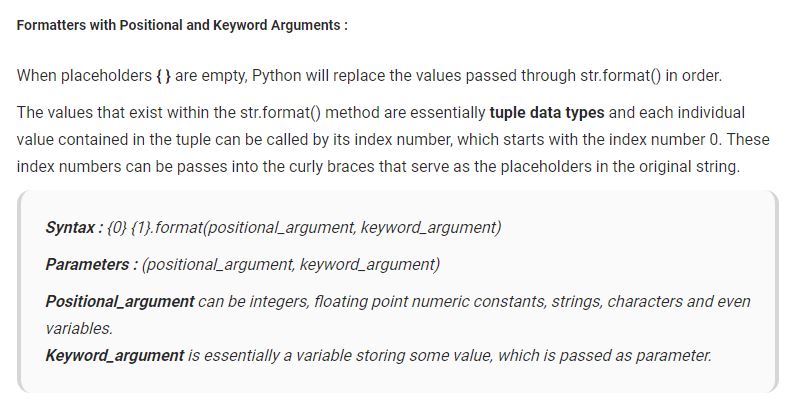 Formatters with Positional and Keyword Arguments :
When placeholders { } are empty, Python will replace the values passed through str.format() in order.
The values that exist within the str.format() method are essentially tuple data types and each individual
value contained in the tuple can be called by its index number, which starts with the index number 0. These
index numbers can be passes into the curly braces that serve as the placeholders in the original string.
Syntax : {0} {1}.format(positional_argument, keyword_argument)
Parameters : (positional_argument, keyword_argument)
Positional_argument can be integers, floating point numeric constants, strings, characters and even
variables.
Keyword_argument is essentially a variable storing some value, which is passed as parameter.